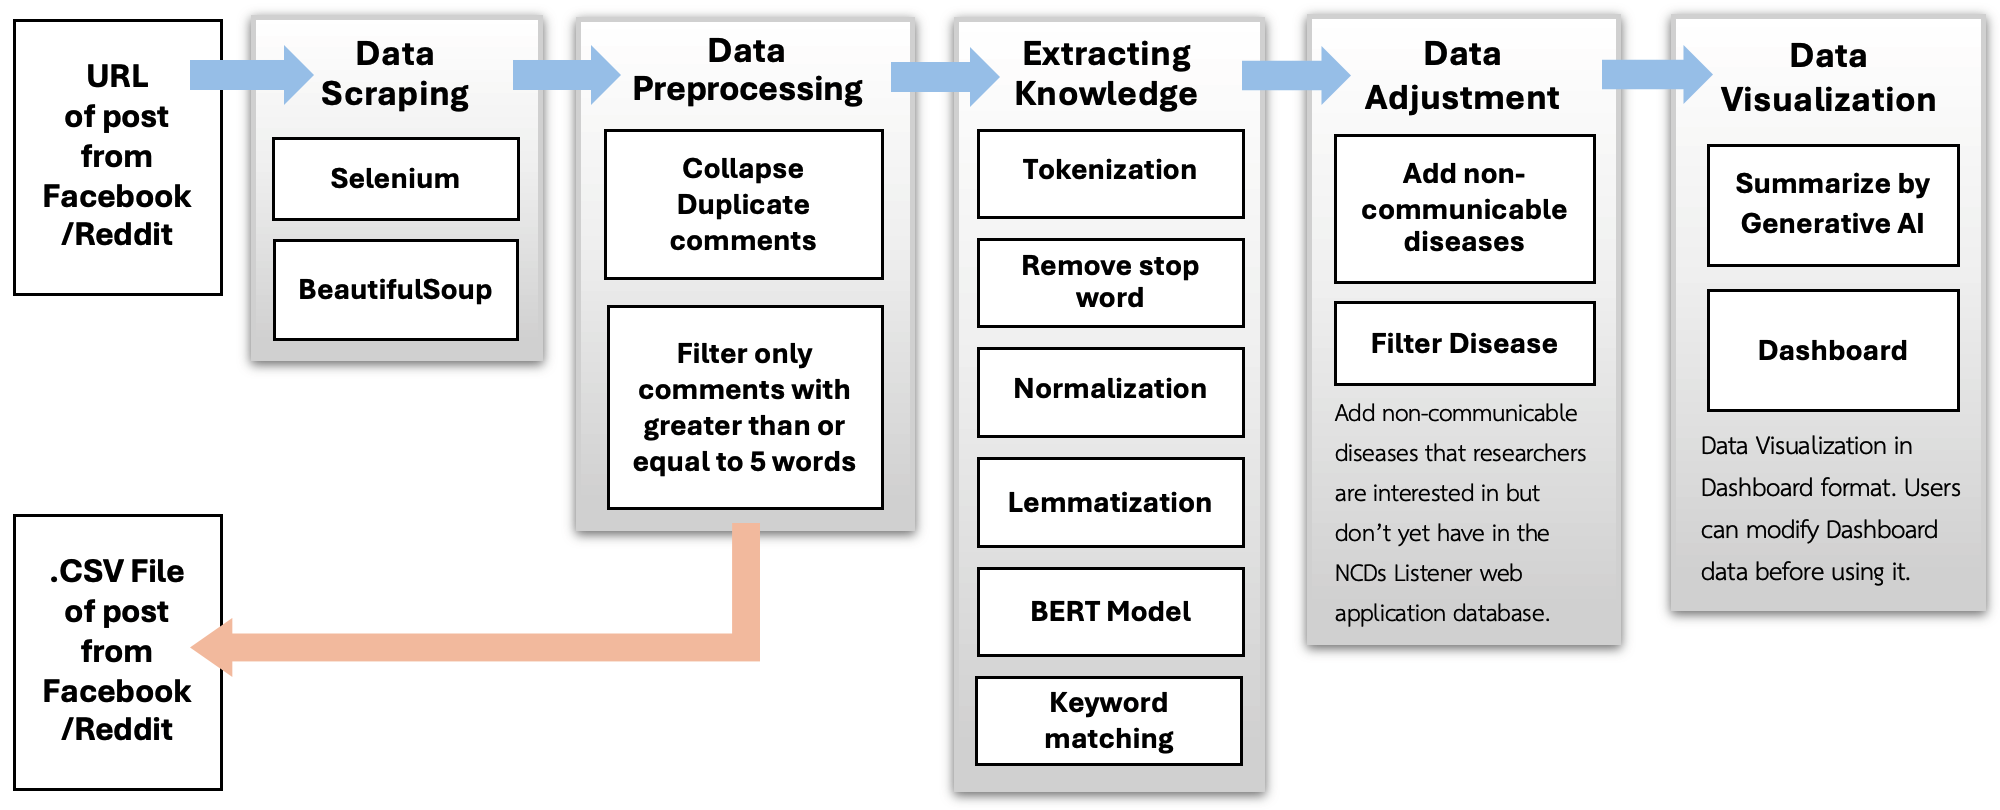 URL
of post
from
Facebook
/Reddit
Data
Scraping
Selenium
BeautifulSoup
Data
Preprocessing
Collapse
Duplicate
comments
Filter only
comments with
greater than or
equal to 5 words
Extracting
Knowledge
Tokenization
Remove stop
word
Normalization
Lemmatization
BERT Model
Keyword
matching
Data
Adjustment
Add non-
communicable
diseases
Filter Disease
Add non-communicable
diseases that researchers
are interested in but
don't yet have in the
NCDs Listener web
application database.
Data
Visualization
Summarize by
Generative AI
Dashboard
Data Visualization in
Dashboard format. Users
can modify Dashboard
data before using it.
.CSV File
of post
from
Facebook
/Reddit